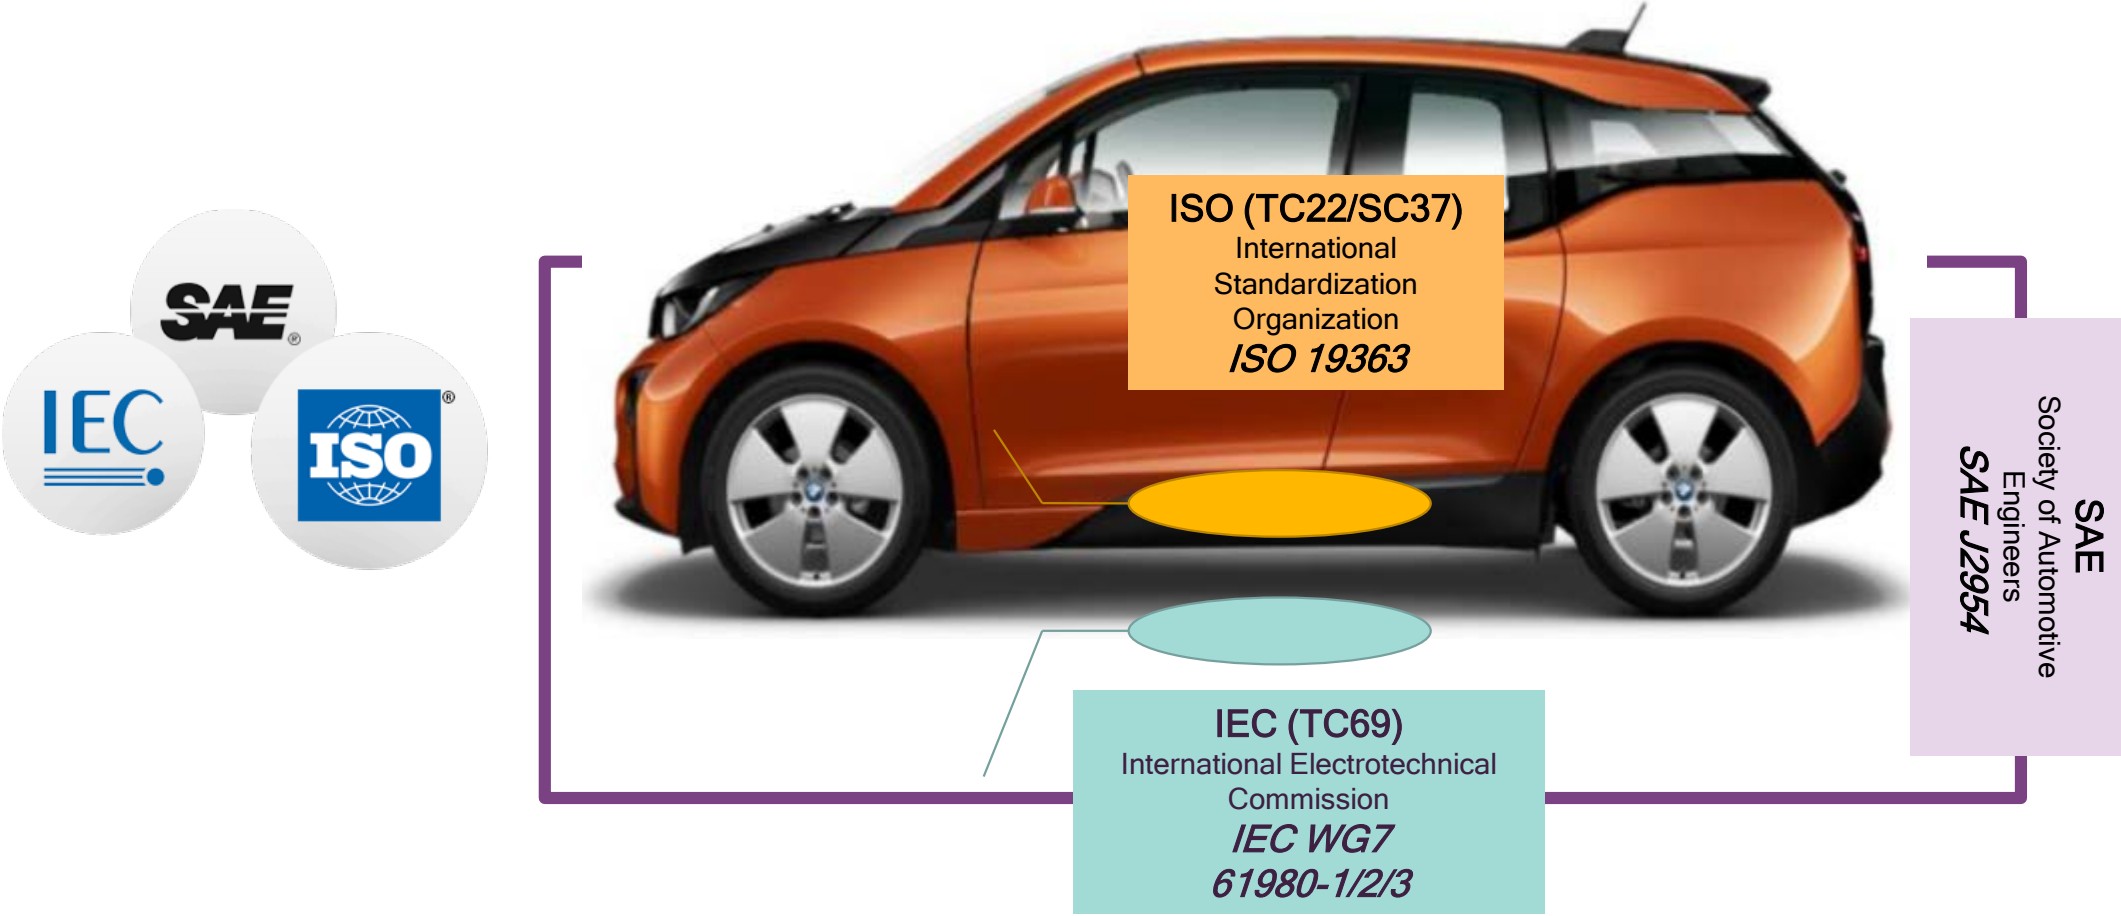 SAE
®
IEC
ISO
®
ISO (TC22/SC37)
International
Standardization
Organization
ISO 19363
SAE
Society of Automotive
Engineers
SAE J2954
IEC (TC69)
International Electrotechnical
Commission
IEC WG7
61980-1/2/3